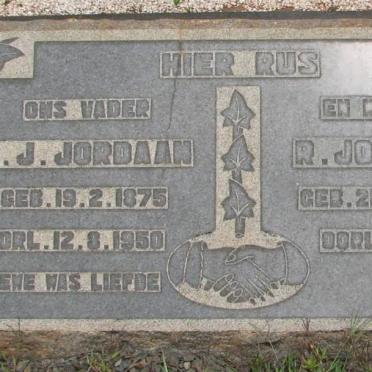 HIER RUS
ONS VADER
. J. JORDAAN
GEB. 19. 2. 1875
ORL. 12. 8. 1950
WAS LIEFDE
EN
R. JO
GEB. 2
OORL